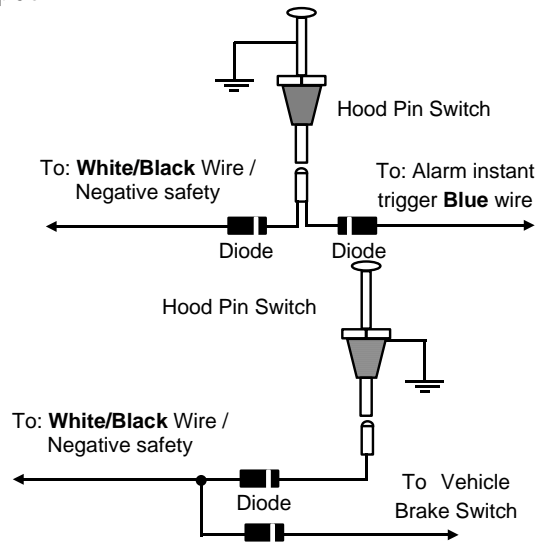 Hood Pin Switch
To: White/Black Wire /
Negative safety
To: Alarm instant
trigger Blue wire
Diode
Diode
Hood Pin Switch
To: White/Black Wire /
Negative safety
Diode
To Vehicle
Brake Switch